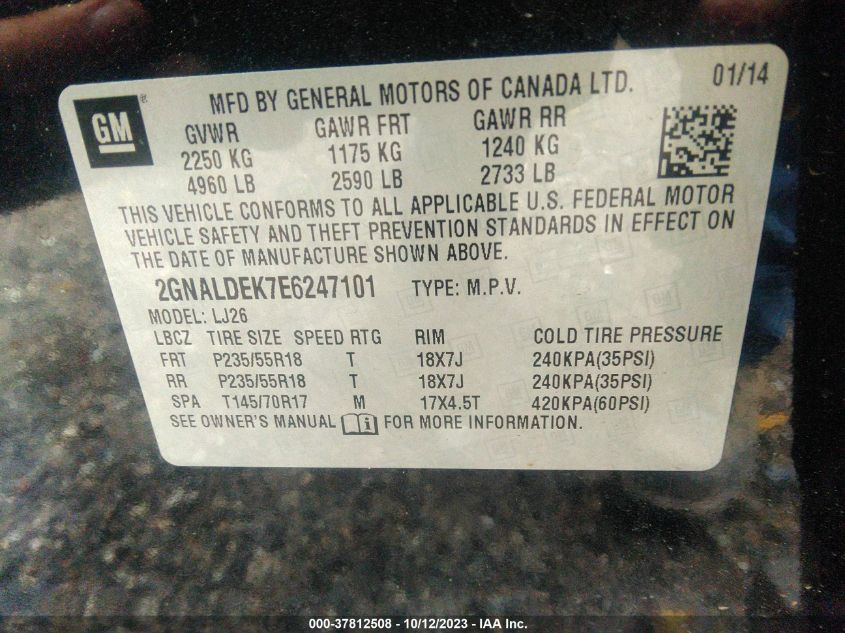 GM®
MFD BY GENERAL MOTORS OF CANADA LTD. 01/14
GVWR GAWR FRT GAWR RR
2250 KG 1175 KG 1240 KG
4960 LB 2590 LB 2733 LB
THIS VEHICLE CONFORMS TO ALL APPLICABLE U.S. FEDERAL MOTOR
VEHICLE SAFETY AND THEFT PREVENTION STANDARDS IN EFFECT ON
THE DATE OF MANUFACTURE SHOWN ABOVE.
2GNALDEK7E6247101 TYPE: M.P.V.
MODEL: LJ26
LBCZ TIRE SIZE SPEED RTG RIM COLD TIRE PRESSURE
FRT P235/55R18 T 18X7J 240KPA(35PSI)
RR P235/55R18 T 18X7J 240KPA(35PSI)
SPA T145/70R17 M 17X4.5T 420KPA(60PSI)
SEE OWNER'S MANUAL i FOR MORE INFORMATION.
000-37812508 - 10/12/2023 - IAA Inc.